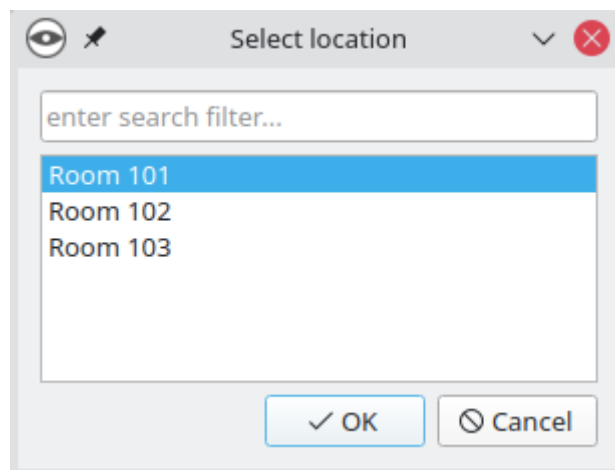 Select location
enter search filter...
Room 101
Room 102
Room 103
OK
Cancel